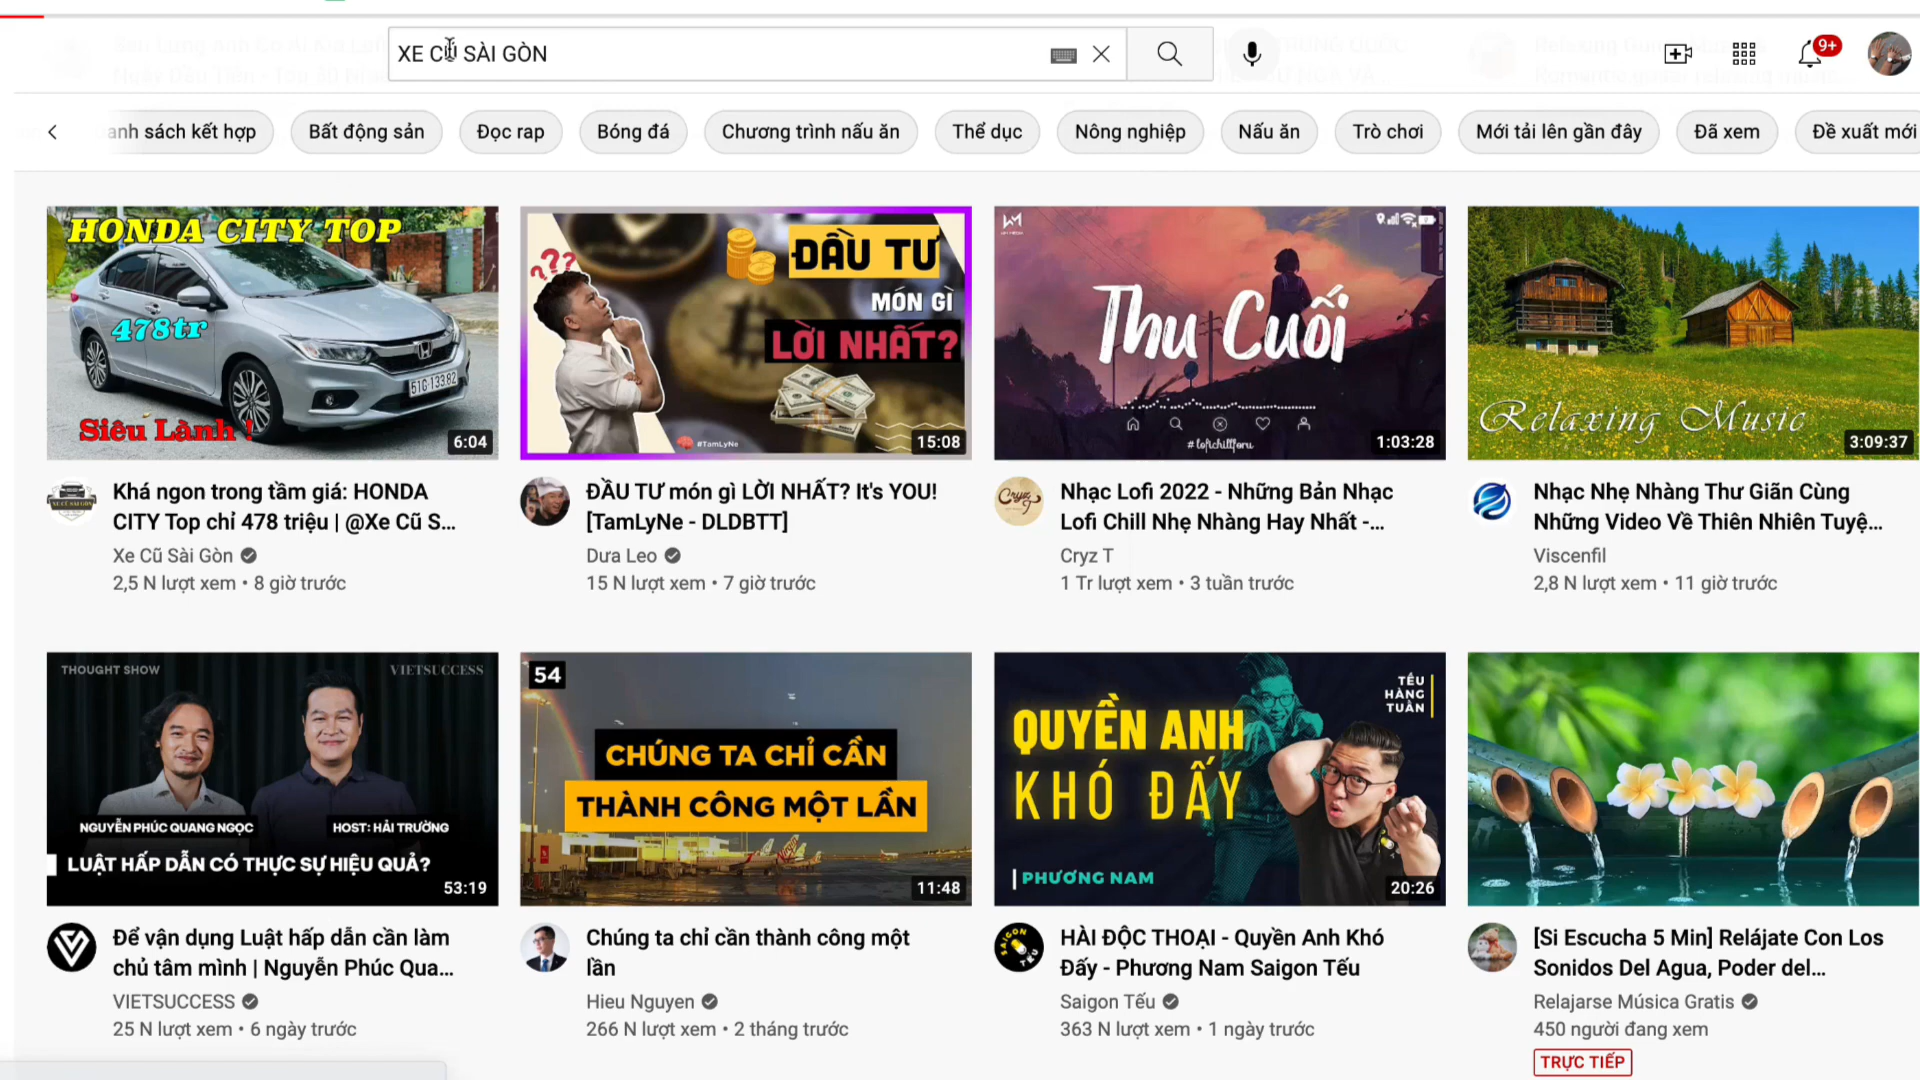 XE CŨ SÀI GÒN
9+
anh sách kết hợp
Bất động sản
Đọc rap
Bóng đá
Chương trình nấu ăn
Thể dục
Nông nghiệp
Nấu ăn
Trò chơi
Mới tải lên gần đây
Đã xem
Đề xuất mới
HONDA CITY TOP
478tr
51G-133.82
Siêu Lành !
6:04
???
ĐẦU TƯ
MÓN GÌ
LỜI NHẤT?
#TamLyNe
15:08
Thu Cuối
#lofichillforu
1:03:28
Relaxing Music
3:09:37
Khá ngon trong tầm giá: HONDA
CITY Top chỉ 478 triệu | @Xe Cũ S...
Xe Cũ Sài Gòn
2,5 N lượt xem • 8 giờ trước
ĐẦU TƯ món gì LỜI NHẤT? It's YOU!
[TamLyNe - DLDBTT]
Dưa Leo
15 N lượt xem • 7 giờ trước
Cryz T
Nhạc Lofi 2022 - Những Bản Nhạc
Lofi Chill Nhẹ Nhàng Hay Nhất -...
Cryz T
1 Tr lượt xem • 3 tuần trước
Nhạc Nhẹ Nhàng Thư Giãn Cùng
Những Video Về Thiên Nhiên Tuyệ...
Viscenfil
2,8 N lượt xem • 11 giờ trước
THOUGHT SHOW
VIETSUCCESS
NGUYỄN PHÚC QUANG NGỌC
HOST: HẢI TRƯỜNG
LUẬT HẤP DẪN CÓ THỰC SỰ HIỆU QUẢ?
53:19
54
CHÚNG TA CHỈ CẦN
THÀNH CÔNG MỘT LẦN
11:48
TẾU
HÀNG
TUẦN
QUYỀN ANH
KHÓ ĐẤY
PHƯƠNG NAM
20:26
Để vận dụng Luật hấp dẫn cần làm
chủ tâm mình | Nguyễn Phúc Qua...
VIETSUCCESS
25 N lượt xem • 6 ngày trước
Chúng ta chỉ cần thành công một
lần
Hieu Nguyen
266 N lượt xem • 2 tháng trước
SAIGON
TẾU
HÀI ĐỘC THOẠI - Quyền Anh Khó
Đấy - Phương Nam Saigon Tếu
Saigon Tếu
363 N lượt xem • 1 ngày trước
[Si Escucha 5 Min] Relájate Con Los
Sonidos Del Agua, Poder del...
Relajarse Música Gratis
450 người đang xem
TRỰC TIẾP